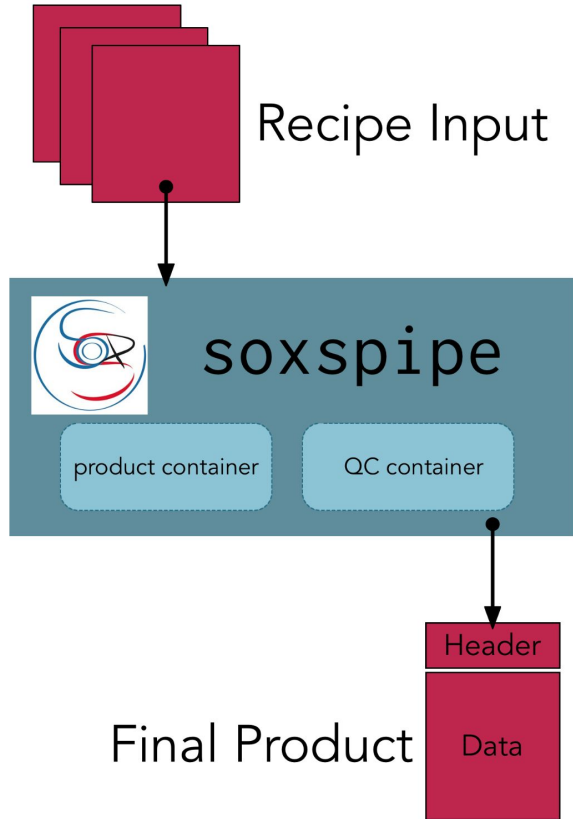 Recipe Input
soxspipe
product container
QC container
Header
Final Product
Data